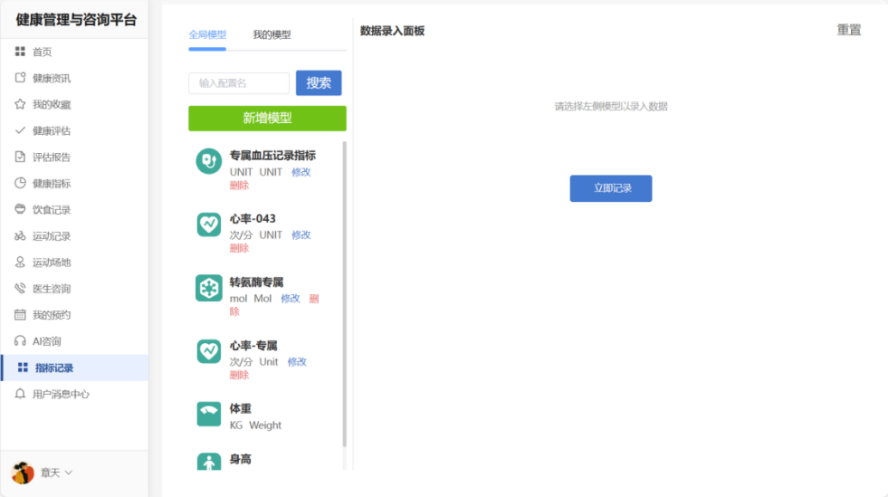 健康管理与咨询平台
首页
健康资讯
我的收藏
健康评估
评估报告
健康指标
饮食记录
运动记录
运动场地
医生咨询
我的预约
AI咨询
指标记录
用户消息中心
章天
全局模型 我的模型
输入配置名 搜索
新增模型
专属血压记录指标
UNIT UNIT 修改
删除
心率-043
次/分 UNIT 修改
删除
转氨酶专属
mol Mol 修改 删
除
心率-专属
次/分 Unit 修改
删除
体重
KG Weight
身高
数据录入面板 重置
请选择左侧模型以录入数据
立即记录